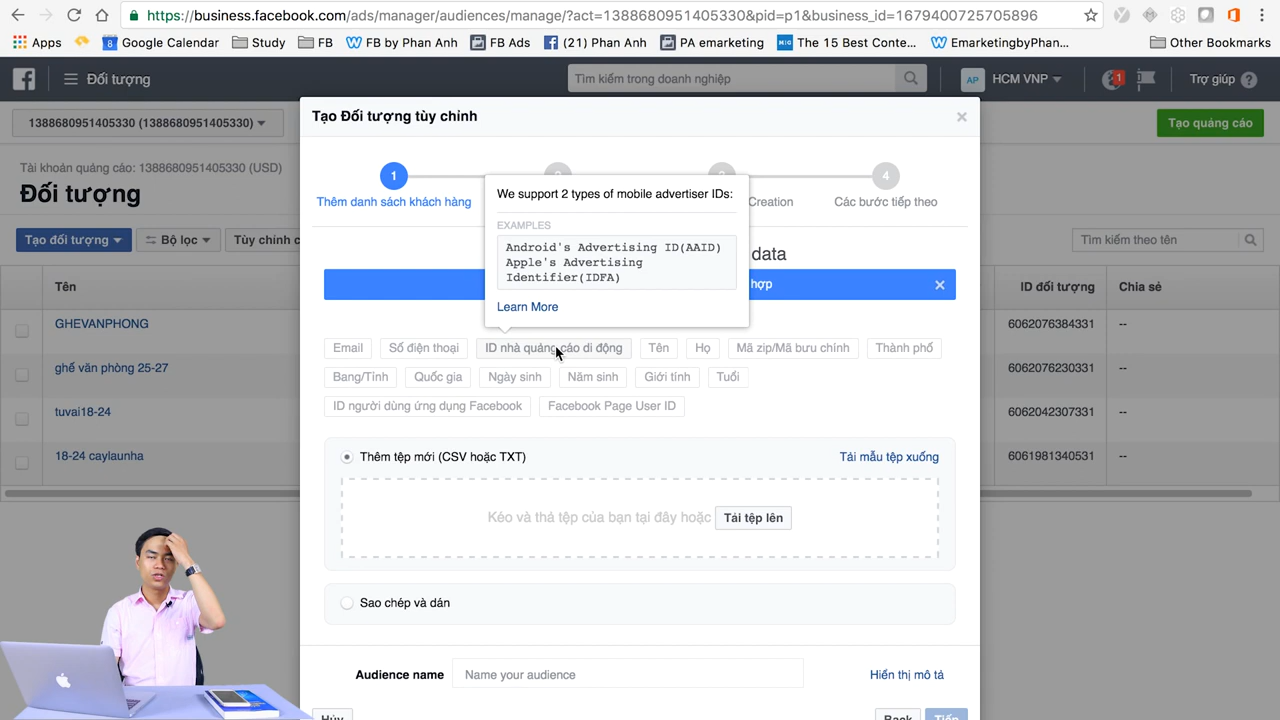 https://business.facebook.com/ads/manager/audiences/manage/?act=1388680951405330&pid=p1&business_id=1679400725705896
Apps
Google Calendar
Study
FB
FB by Phan Anh
FB Ads
(21) Phan Anh
PA emarketing
The 15 Best Conte...
EmarketingbyPhan...
Other Bookmarks
Đối tượng
Tìm kiếm trong doanh nghiệp
AP
HCM VNP
1
Trợ giúp
Tạo Đối tượng tùy chỉnh
1388680951405330 (1388680951405330)
Tạo quảng cáo
Tài khoản quảng cáo: 1388680951405330 (USD)
Đối tượng
1
4
Thêm danh sách khách hàng
Creation
Các bước tiếp theo
We support 2 types of mobile advertiser IDs:
EXAMPLES
Android's Advertising ID(AAID)
Apple's Advertising
Identifier(IDFA)
Learn More
Tạo đối tượng
Bộ lọc
Tùy chỉnh c
Tìm kiếm theo tên
data
hợp
Tên
ID đối tượng
Chia sẻ
GHEVANPHONG
6062076384331
--
ghế văn phòng 25-27
6062076230331
--
tuvai18-24
6062042307331
--
18-24 caylaunha
6061981340531
--
Email
Số điện thoại
ID nhà quảng cáo di động
Tên
Họ
Mã zip/Mã bưu chính
Thành phố
Bang/Tỉnh
Quốc gia
Ngày sinh
Năm sinh
Giới tính
Tuổi
ID người dùng ứng dụng Facebook
Facebook Page User ID
Thêm tệp mới (CSV hoặc TXT)
Tải mẫu tệp xuống
Kéo và thả tệp của bạn tại đây hoặc
Tải tệp lên
Sao chép và dán
Audience name
Name your audience
Hiển thị mô tả
Hủy
Back
Tiếp